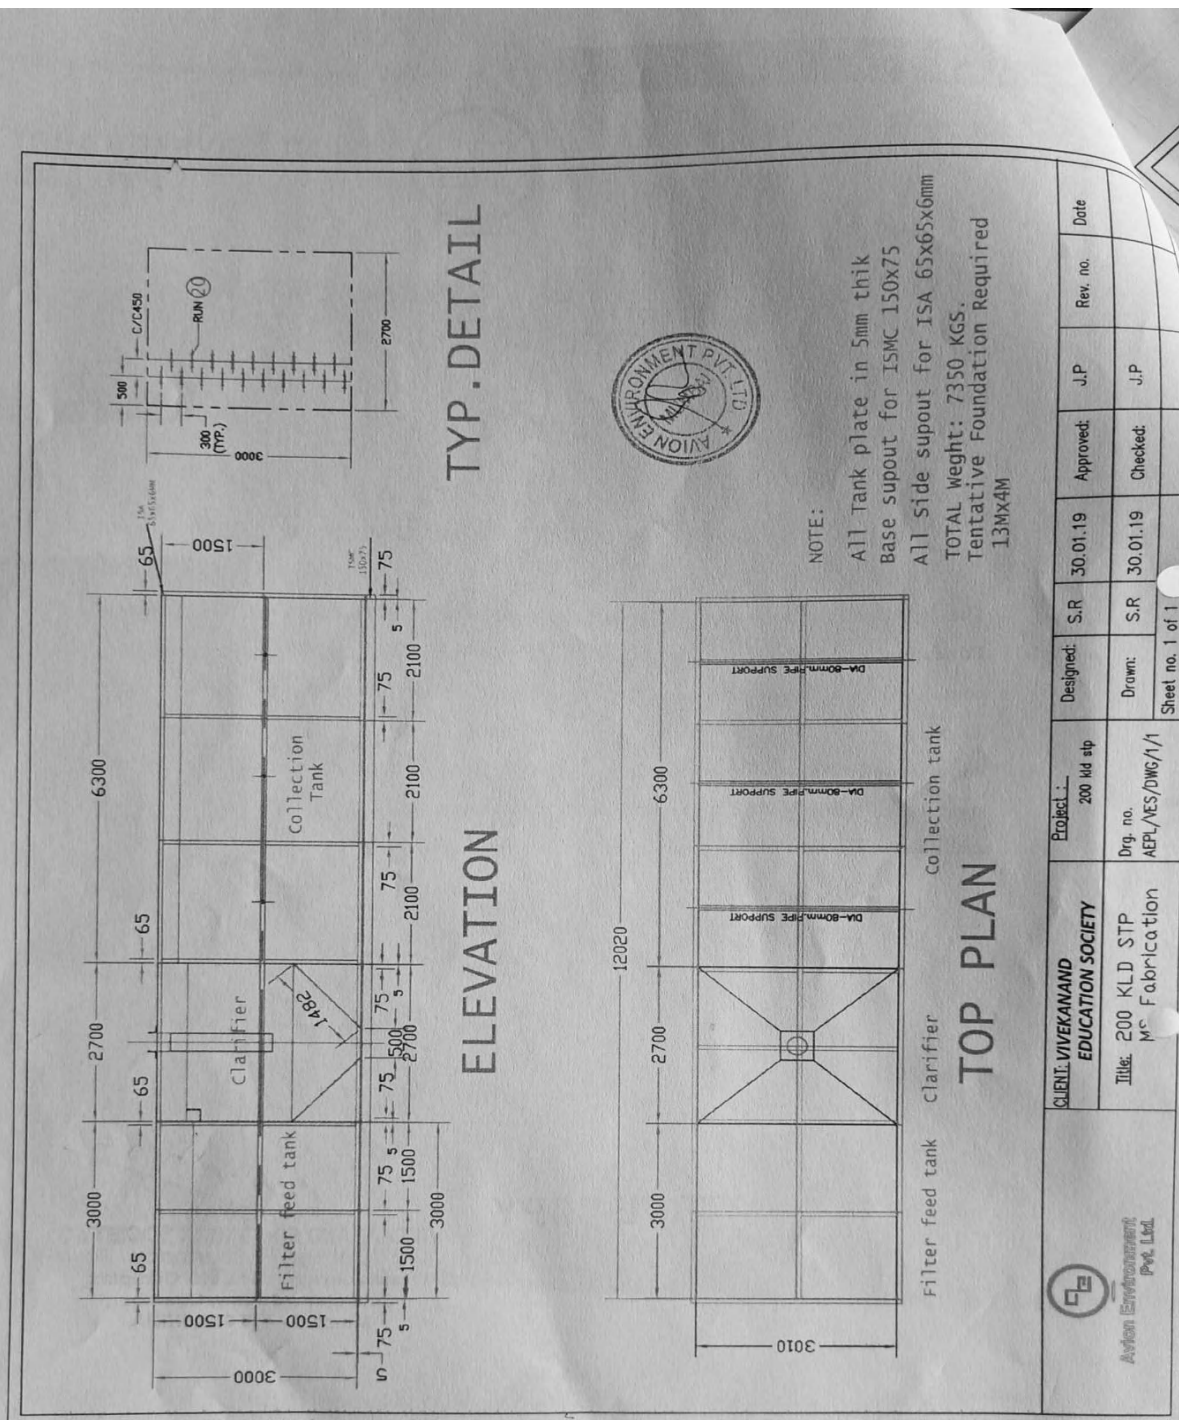 65
6300
65
2700
65
3000
65
ISA
65x65x6MM
1500
Collection
Tank
Clarifier
1482
Filter feed tank
1500
1500
3000
ISMC
150x75
75
5
2100
75
2100
75
2100
75
5
500
2700
75
5
75
1500
1500
3000
75
5
5
ELEVATION
500
C/C450
RUN 20
300
(TYP.)
3000
2700
TYP.DETAIL
12020
6300
2700
3000
3010
DIA-80mm.PIPE SUPPORT
DIA-80mm.PIPE SUPPORT
DIA-80mm.PIPE SUPPORT
Filter feed tank
Clarifier
Collection tank
TOP PLAN
AVION ENVIRONMENT PVT. LTD
NOTE:
All Tank plate in 5mm thik
Base supout for ISMC 150x75
All Side supout for ISA 65x65x6mm
TOTAL Weght: 7350 KGS.
Tentative Foundation Required
13Mx4M
Avion Environment
Pvt. Ltd.
CLIENT: VIVEKANAND
EDUCATION SOCIETY
Title: 200 KLD STP
Fabrication
Project :
200 kld stp
Drg. no.
AEPL/VES/DWG/1/1
Designed: S.R 30.01.19 Approved: J.P Rev. no. Date
Drawn: S.R 30.01.19 Checked: J.P
Sheet no. 1 of 1